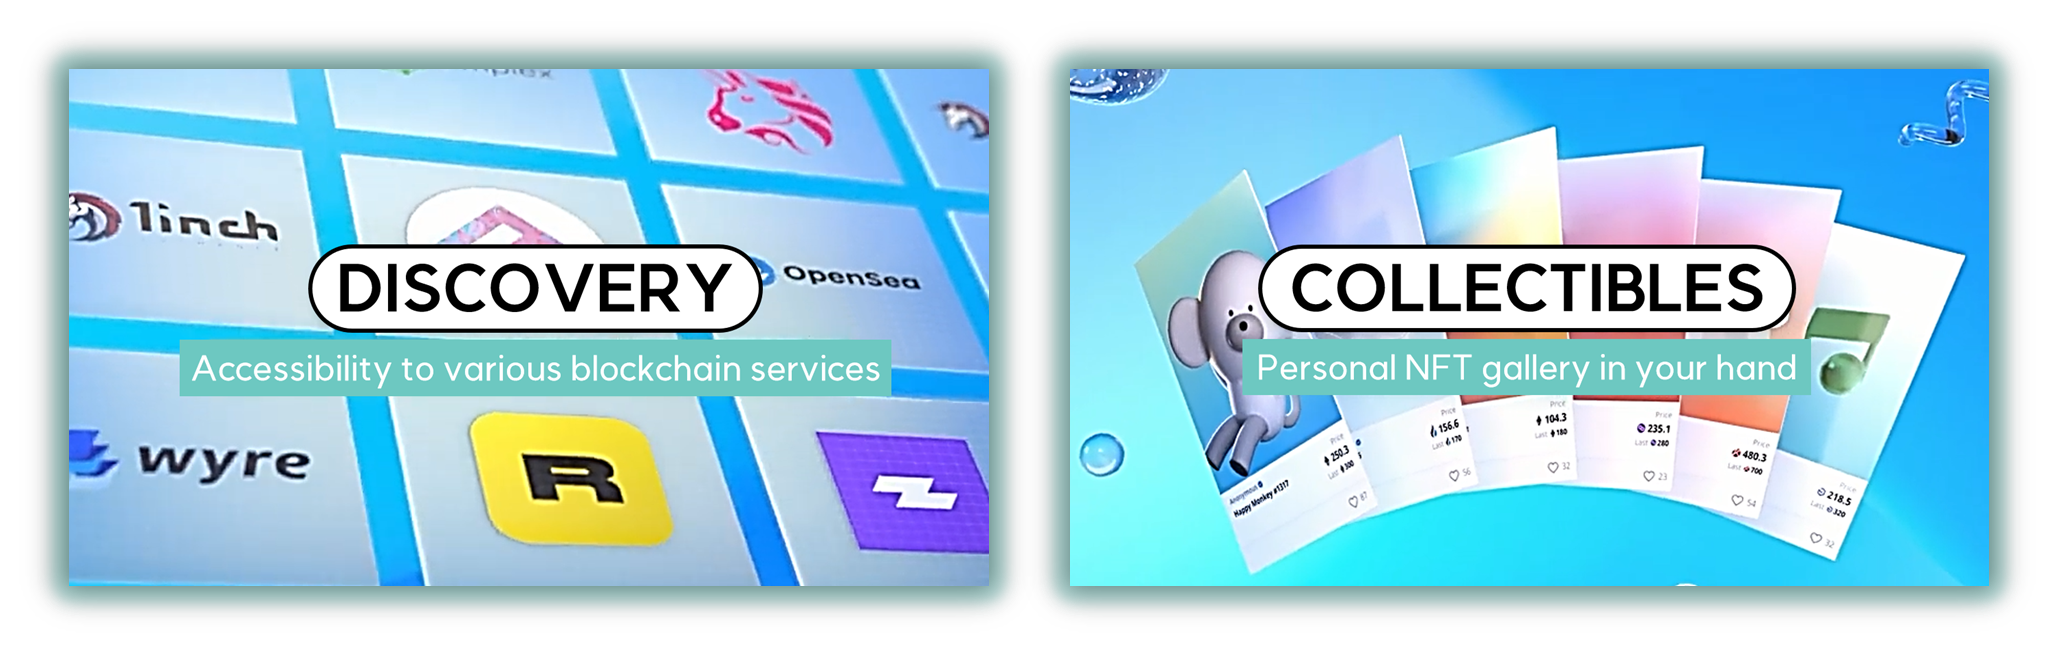 1inch
DISCOVERY
OpenSea
Accessibility to various blockchain services
wyre
R
COLLECTIBLES
Personal NFT gallery in your hand
Price
250.3
Last 300
87
Anonymous
Happy Monkey #1317
Price
156.6
Last 170
56
Price
104.3
Last 180
32
Price
235.1
Last 280
23
Price
480.3
Last 700
54
Price
218.5
Last 320
32